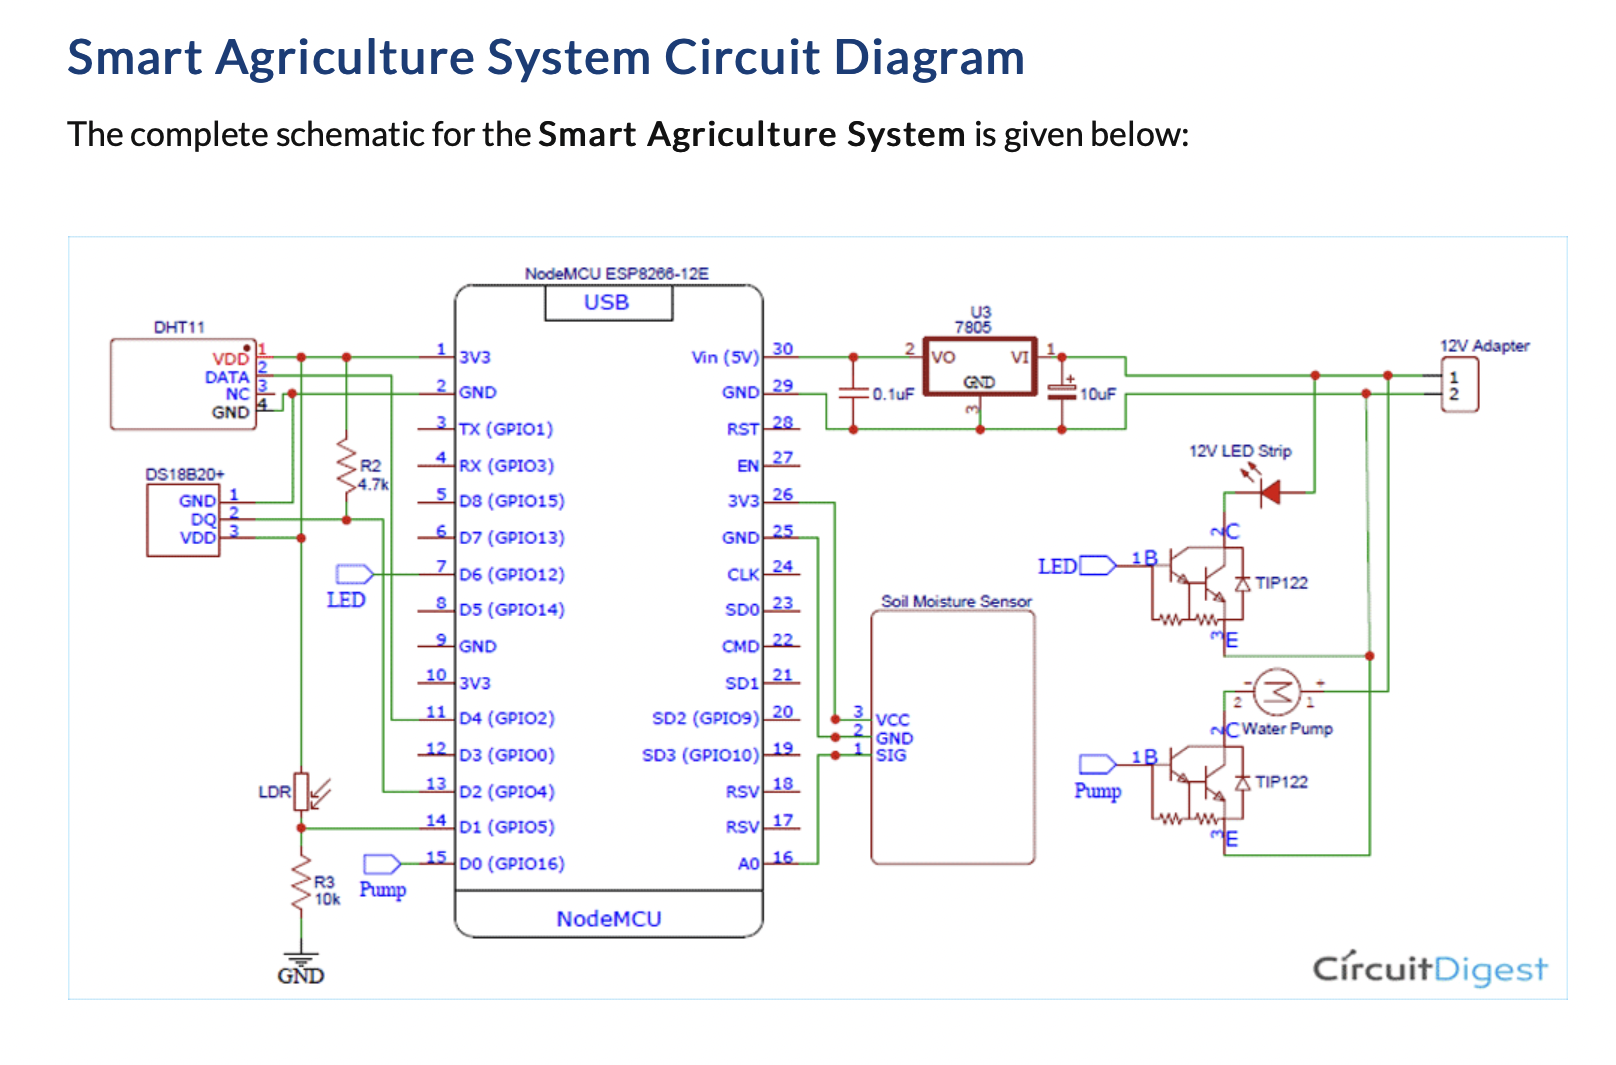 Smart Agriculture System Circuit Diagram
The complete schematic for the Smart Agriculture System is given below:
NodeMCU ESP8266-12E
USB
DHT11
VDD 1
DATA 2
NC 3
GND 4
DS18B20+
GND 1
DQ 2
VDD 3
R2
4.7k
LED
LDR
R3
10k
GND
Pump
1 3V3
2 GND
3 TX (GPIO1)
4 RX (GPIO3)
5 D8 (GPIO15)
6 D7 (GPIO13)
7 D6 (GPIO12)
8 D5 (GPIO14)
9 GND
10 3V3
11 D4 (GPIO2)
12 D3 (GPIO0)
13 D2 (GPIO4)
14 D1 (GPIO5)
15 D0 (GPIO16)
Vin (5V) 30
GND 29
RST 28
EN 27
3V3 26
GND 25
CLK 24
SD0 23
CMD 22
SD1 21
SD2 (GPIO9) 20
SD3 (GPIO10) 19
RSV 18
RSV 17
A0 16
NodeMCU
U3
7805
2 VO VI 1
GND
3
0.1uF
+
10uF
12V Adapter
1
2
12V LED Strip
2 C
LED 1 B
TIP122
3 E
Soil Moisture Sensor
3 VCC
2 GND
1 SIG
- +
2 1
2 C Water Pump
1 B
Pump
TIP122
3 E
CircuitDigest